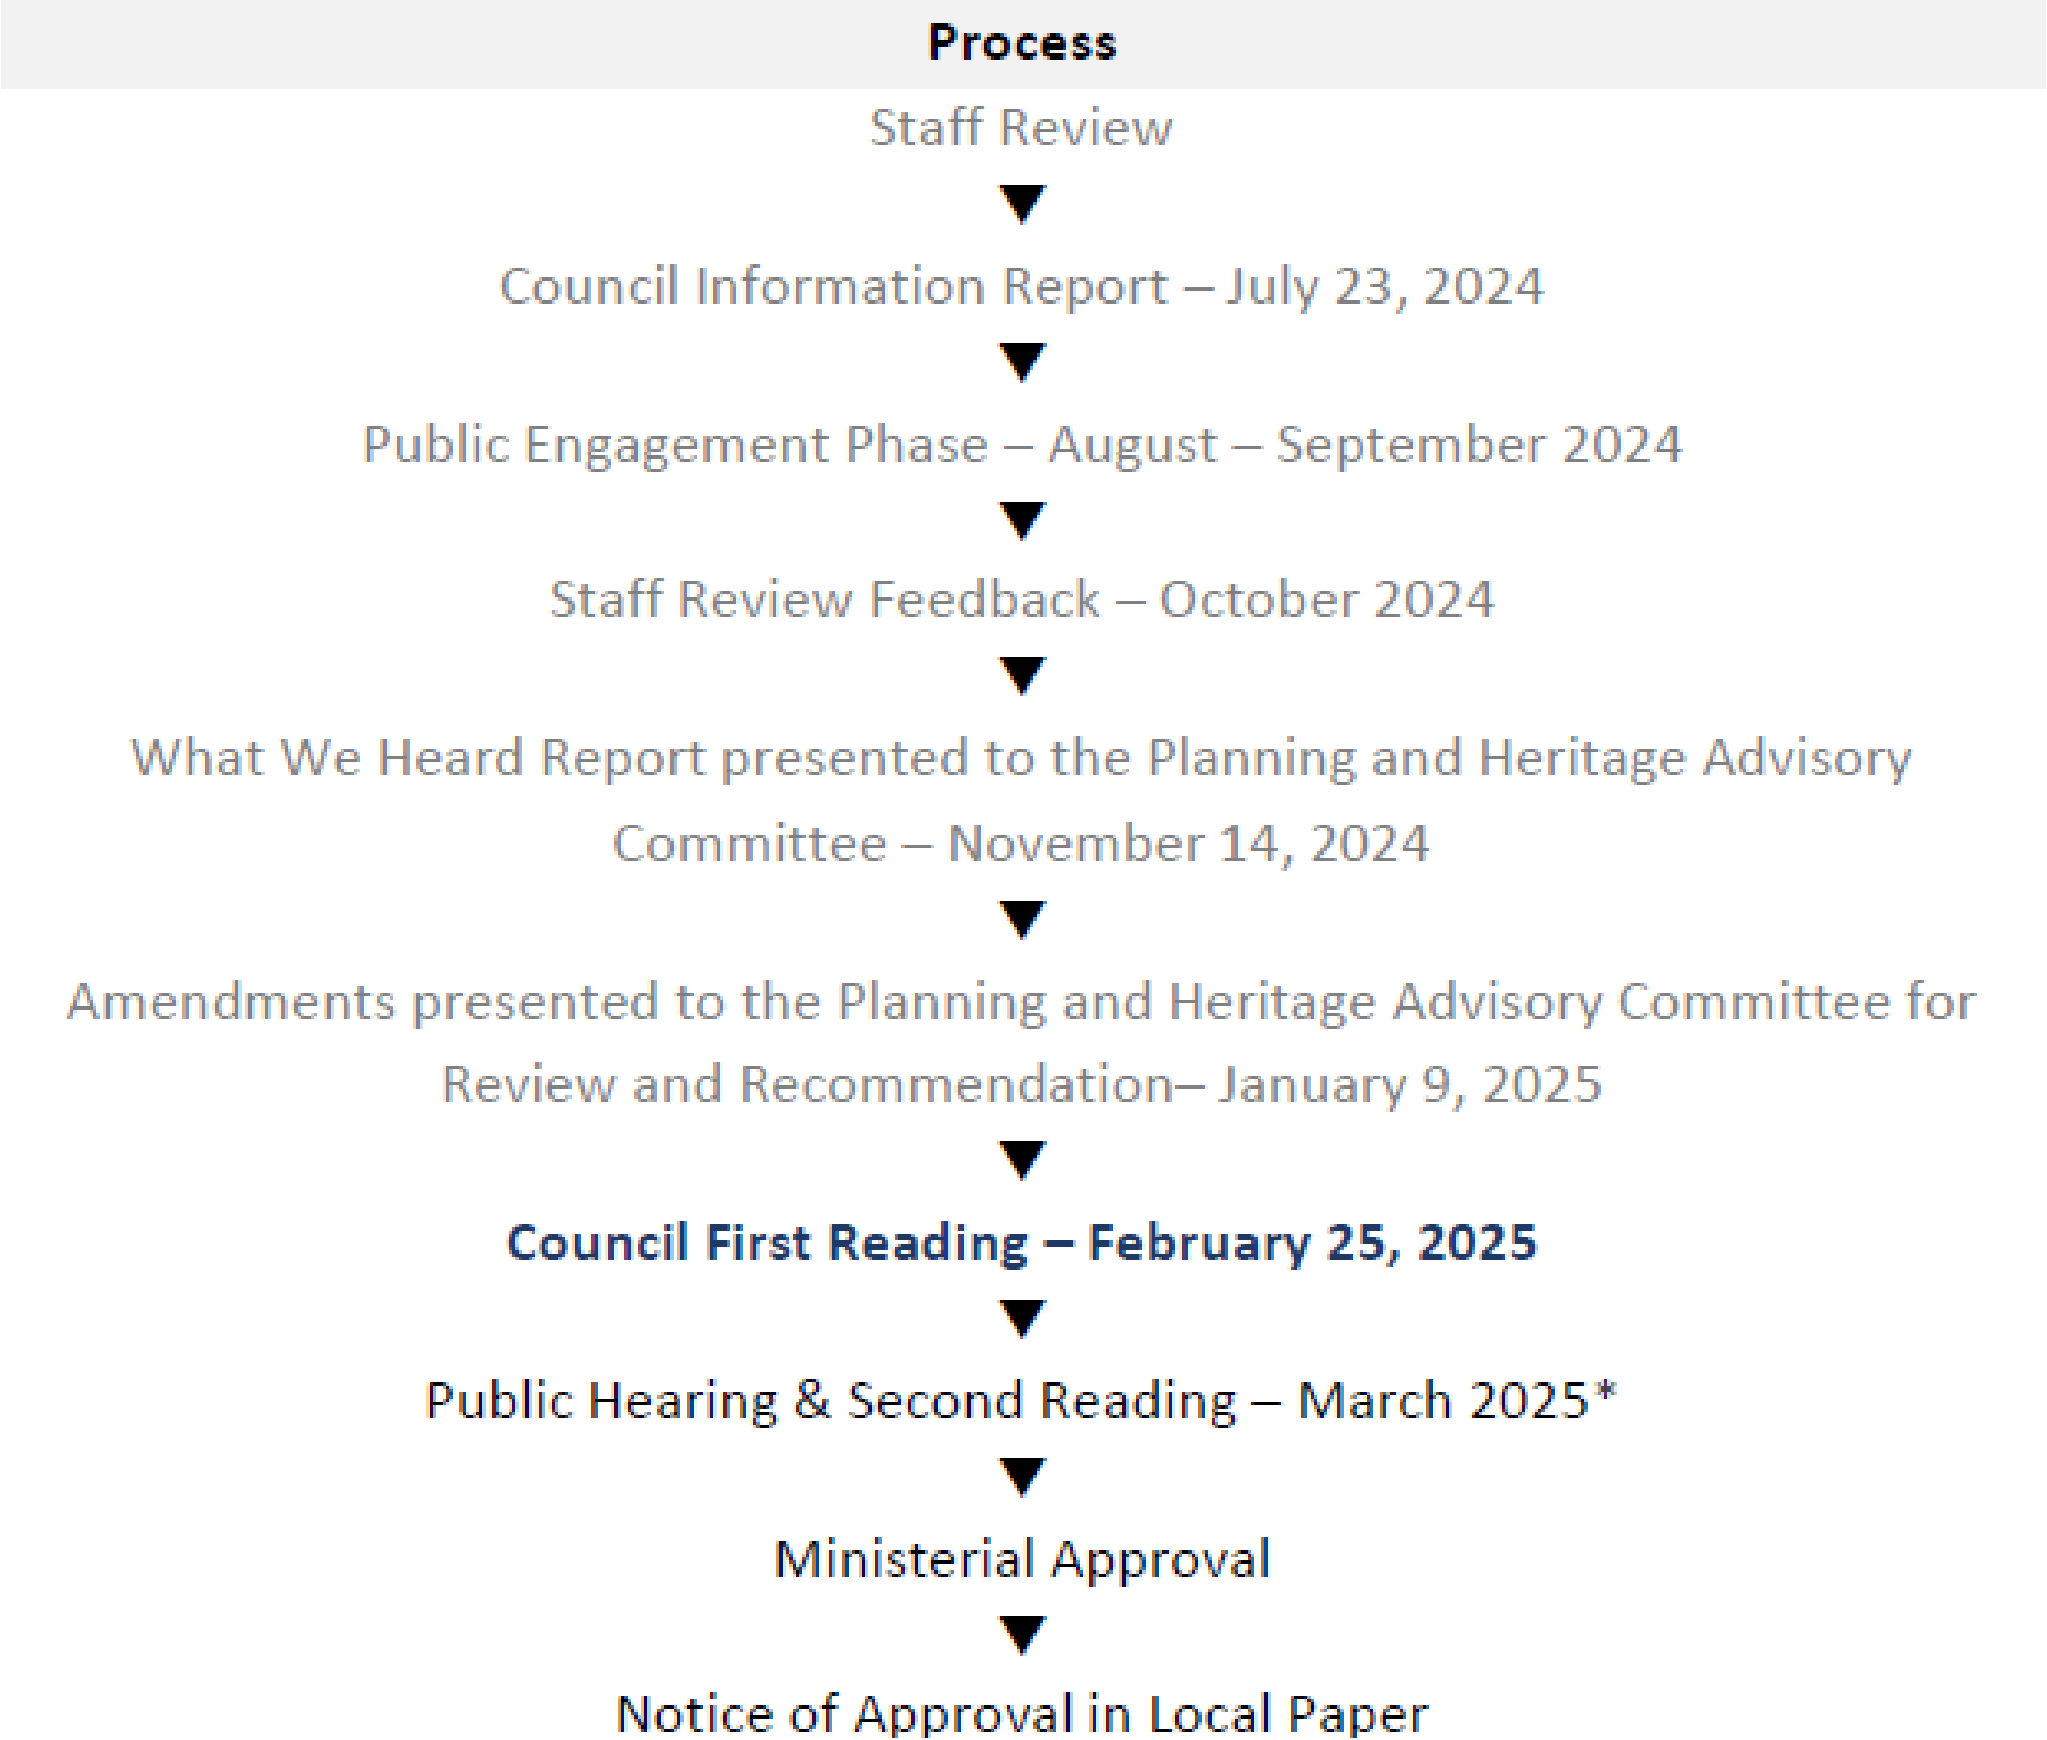 Process
Staff Review
Council Information Report – July 23, 2024
Public Engagement Phase – August – September 2024
Staff Review Feedback – October 2024
What We Heard Report presented to the Planning and Heritage Advisory
Committee – November 14, 2024
Amendments presented to the Planning and Heritage Advisory Committee for
Review and Recommendation– January 9, 2025
Council First Reading – February 25, 2025
Public Hearing & Second Reading – March 2025*
Ministerial Approval
Notice of Approval in Local Paper